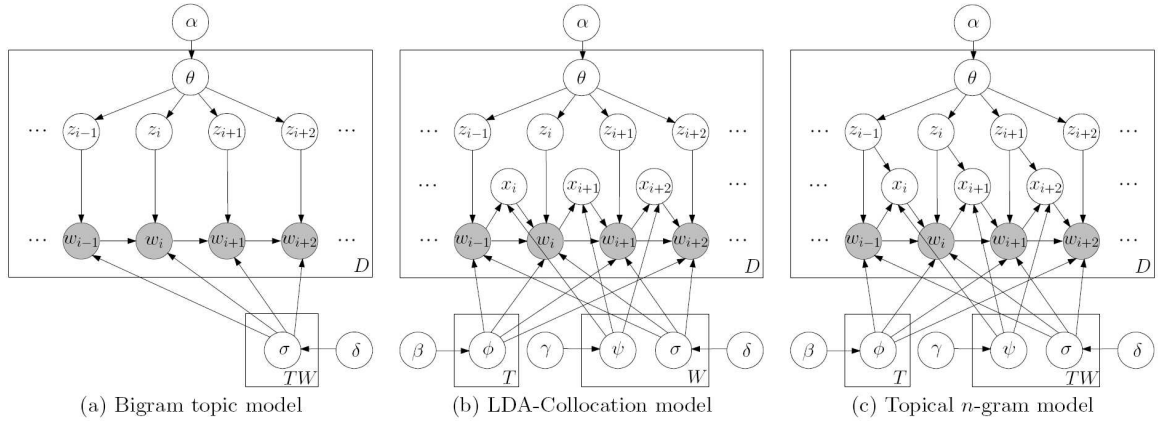 α α α
θ θ θ
··· z_{i−1} z_i z_{i+1} z_{i+2} ··· ··· z_{i−1} z_i z_{i+1} z_{i+2} ··· ··· z_{i−1} z_i z_{i+1} z_{i+2} ···
··· x_i x_{i+1} x_{i+2} ··· ··· x_i x_{i+1} x_{i+2} ···
··· w_{i−1} w_i w_{i+1} w_{i+2} ··· ··· w_{i−1} w_i w_{i+1} w_{i+2} ··· ··· w_{i−1} w_i w_{i+1} w_{i+2} ···
D D D
σ δ β ϕ γ ψ σ δ β ϕ γ ψ σ δ
TW T W T TW
(a) Bigram topic model (b) LDA-Collocation model (c) Topical n-gram model